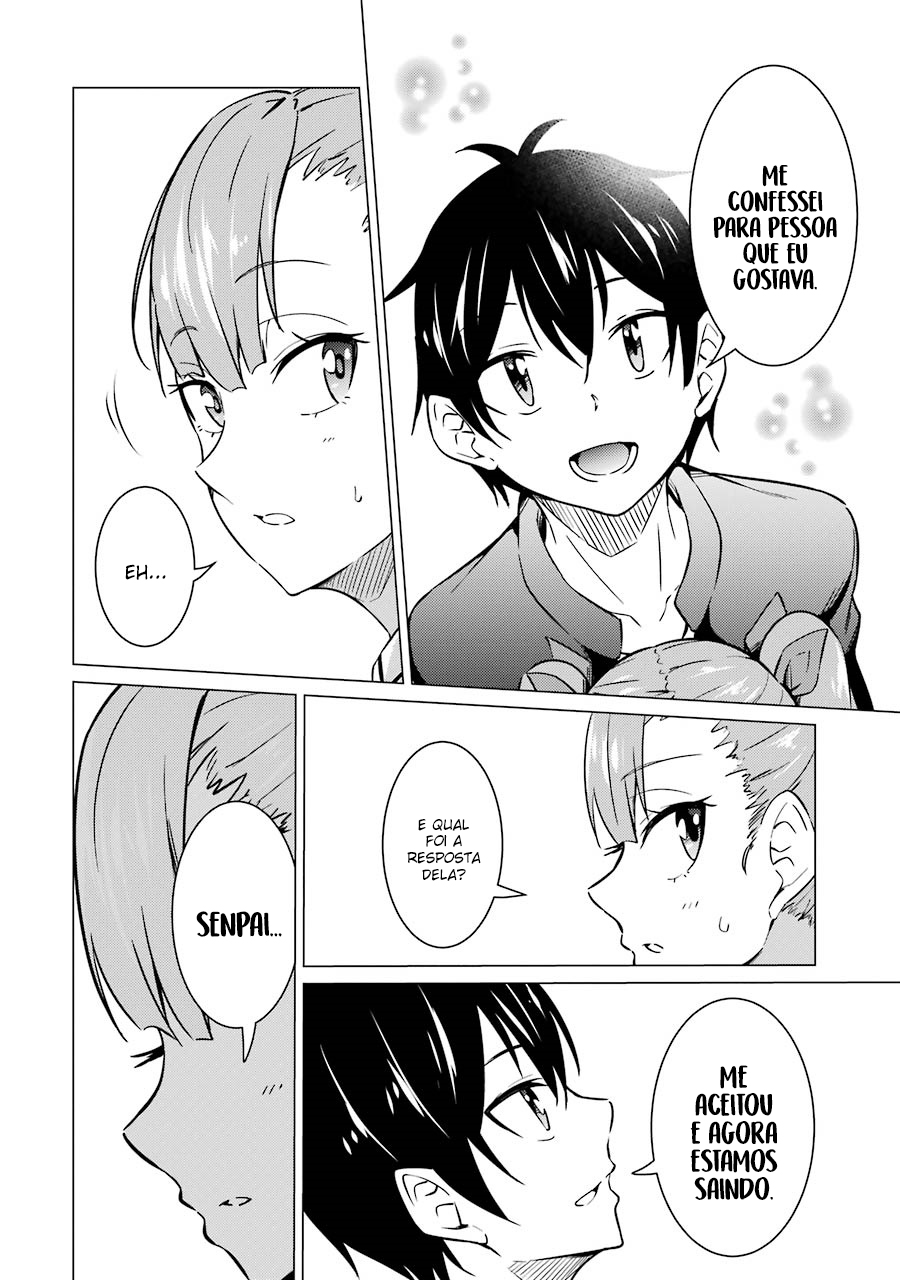 ME
CONFESSEI
PARA PESSOA
QUE EU
GOSTAVA.
EH...
E QUAL
FOI A
RESPOSTA
DELA?
ME
ACEITOU
E AGORA
ESTAMOS
SAINDO.
SENPAI...